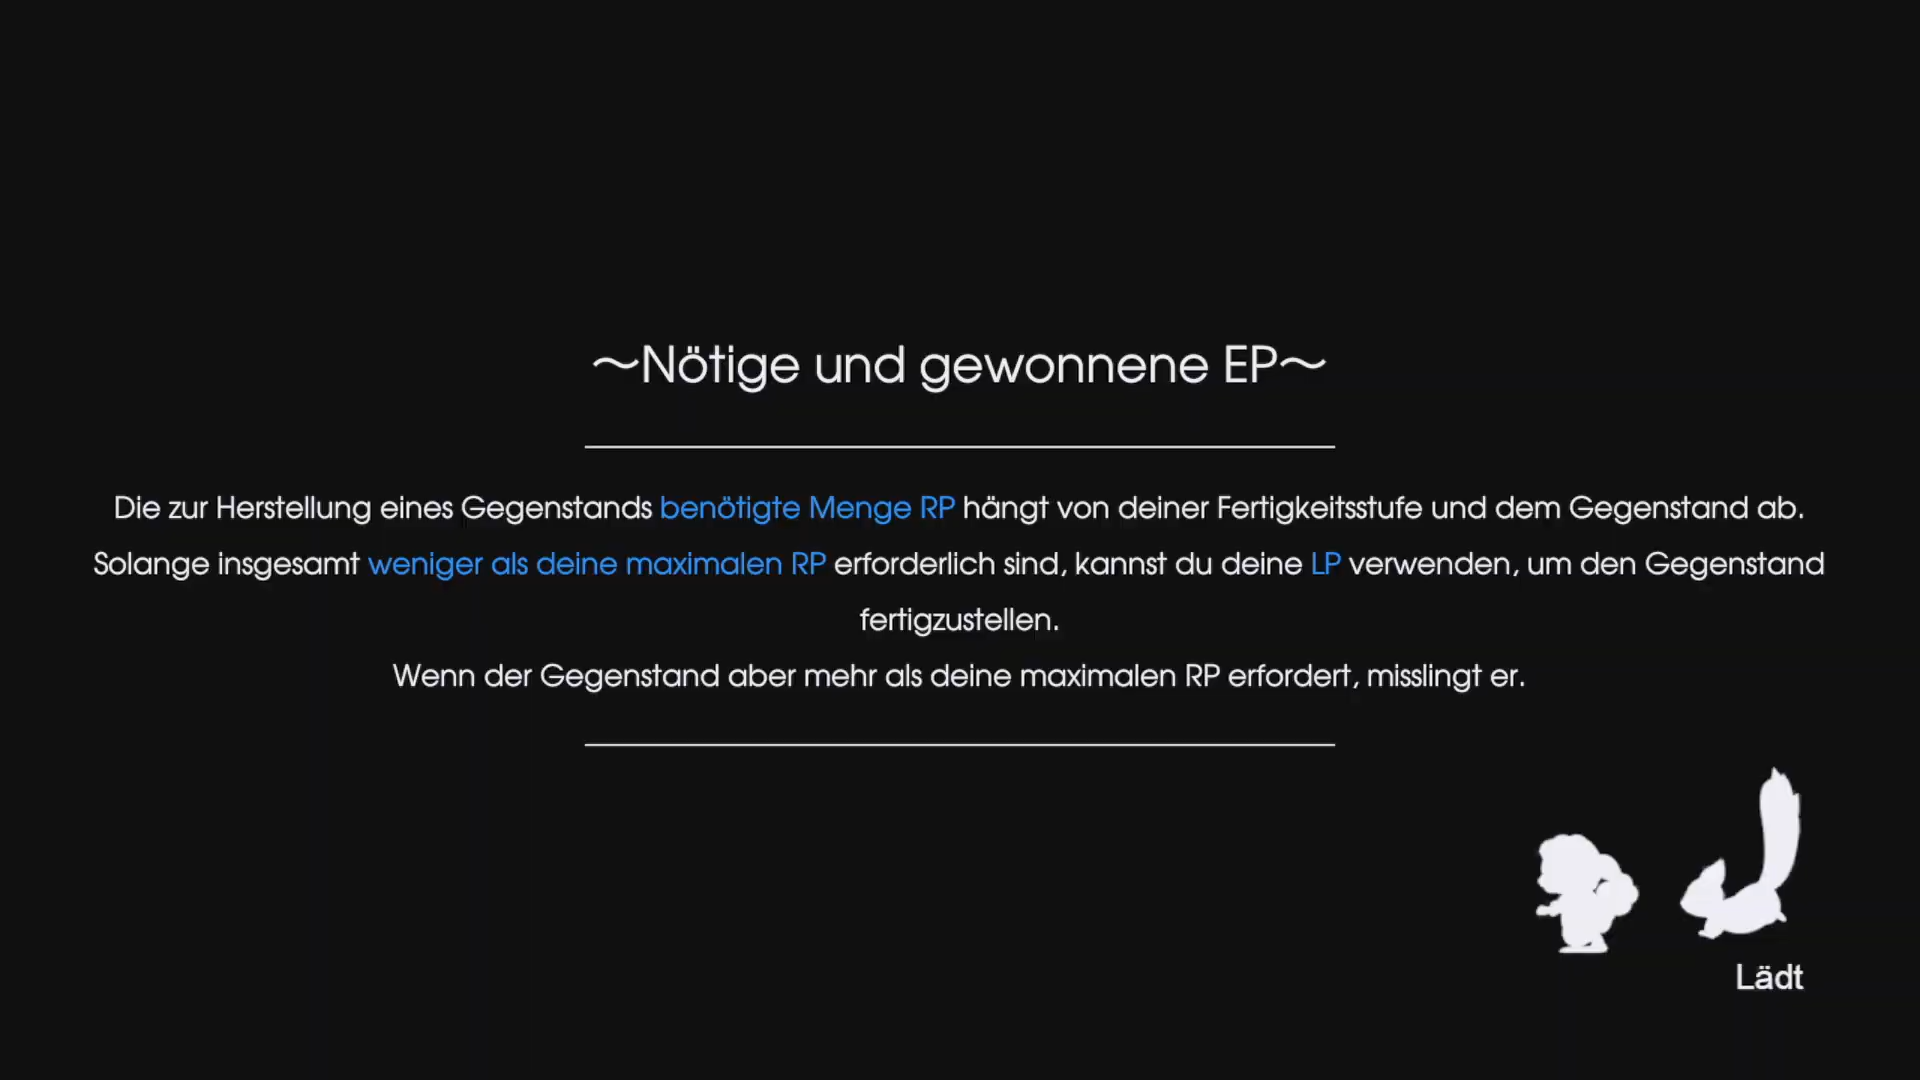 ～Nötige und gewonnene EP～
Die zur Herstellung eines Gegenstands benötigte Menge RP hängt von deiner Fertigkeitsstufe und dem Gegenstand ab.
Solange insgesamt weniger als deine maximalen RP erforderlich sind, kannst du deine LP verwenden, um den Gegenstand
fertigzustellen.
Wenn der Gegenstand aber mehr als deine maximalen RP erfordert, misslingt er.
Lädt